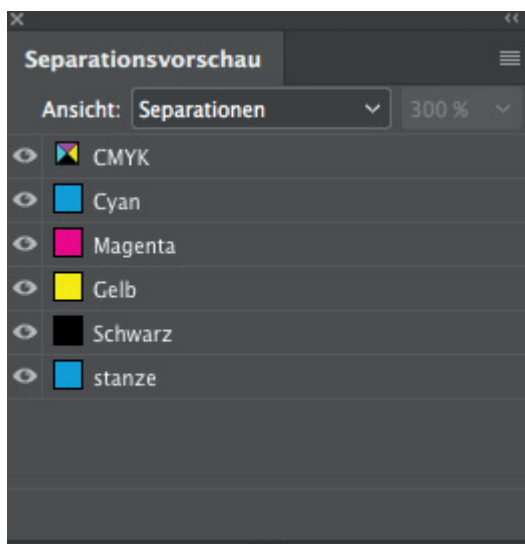 Separationsvorschau
Ansicht: Separationen 300 %
CMYK
Cyan
Magenta
Gelb
Schwarz
stanze